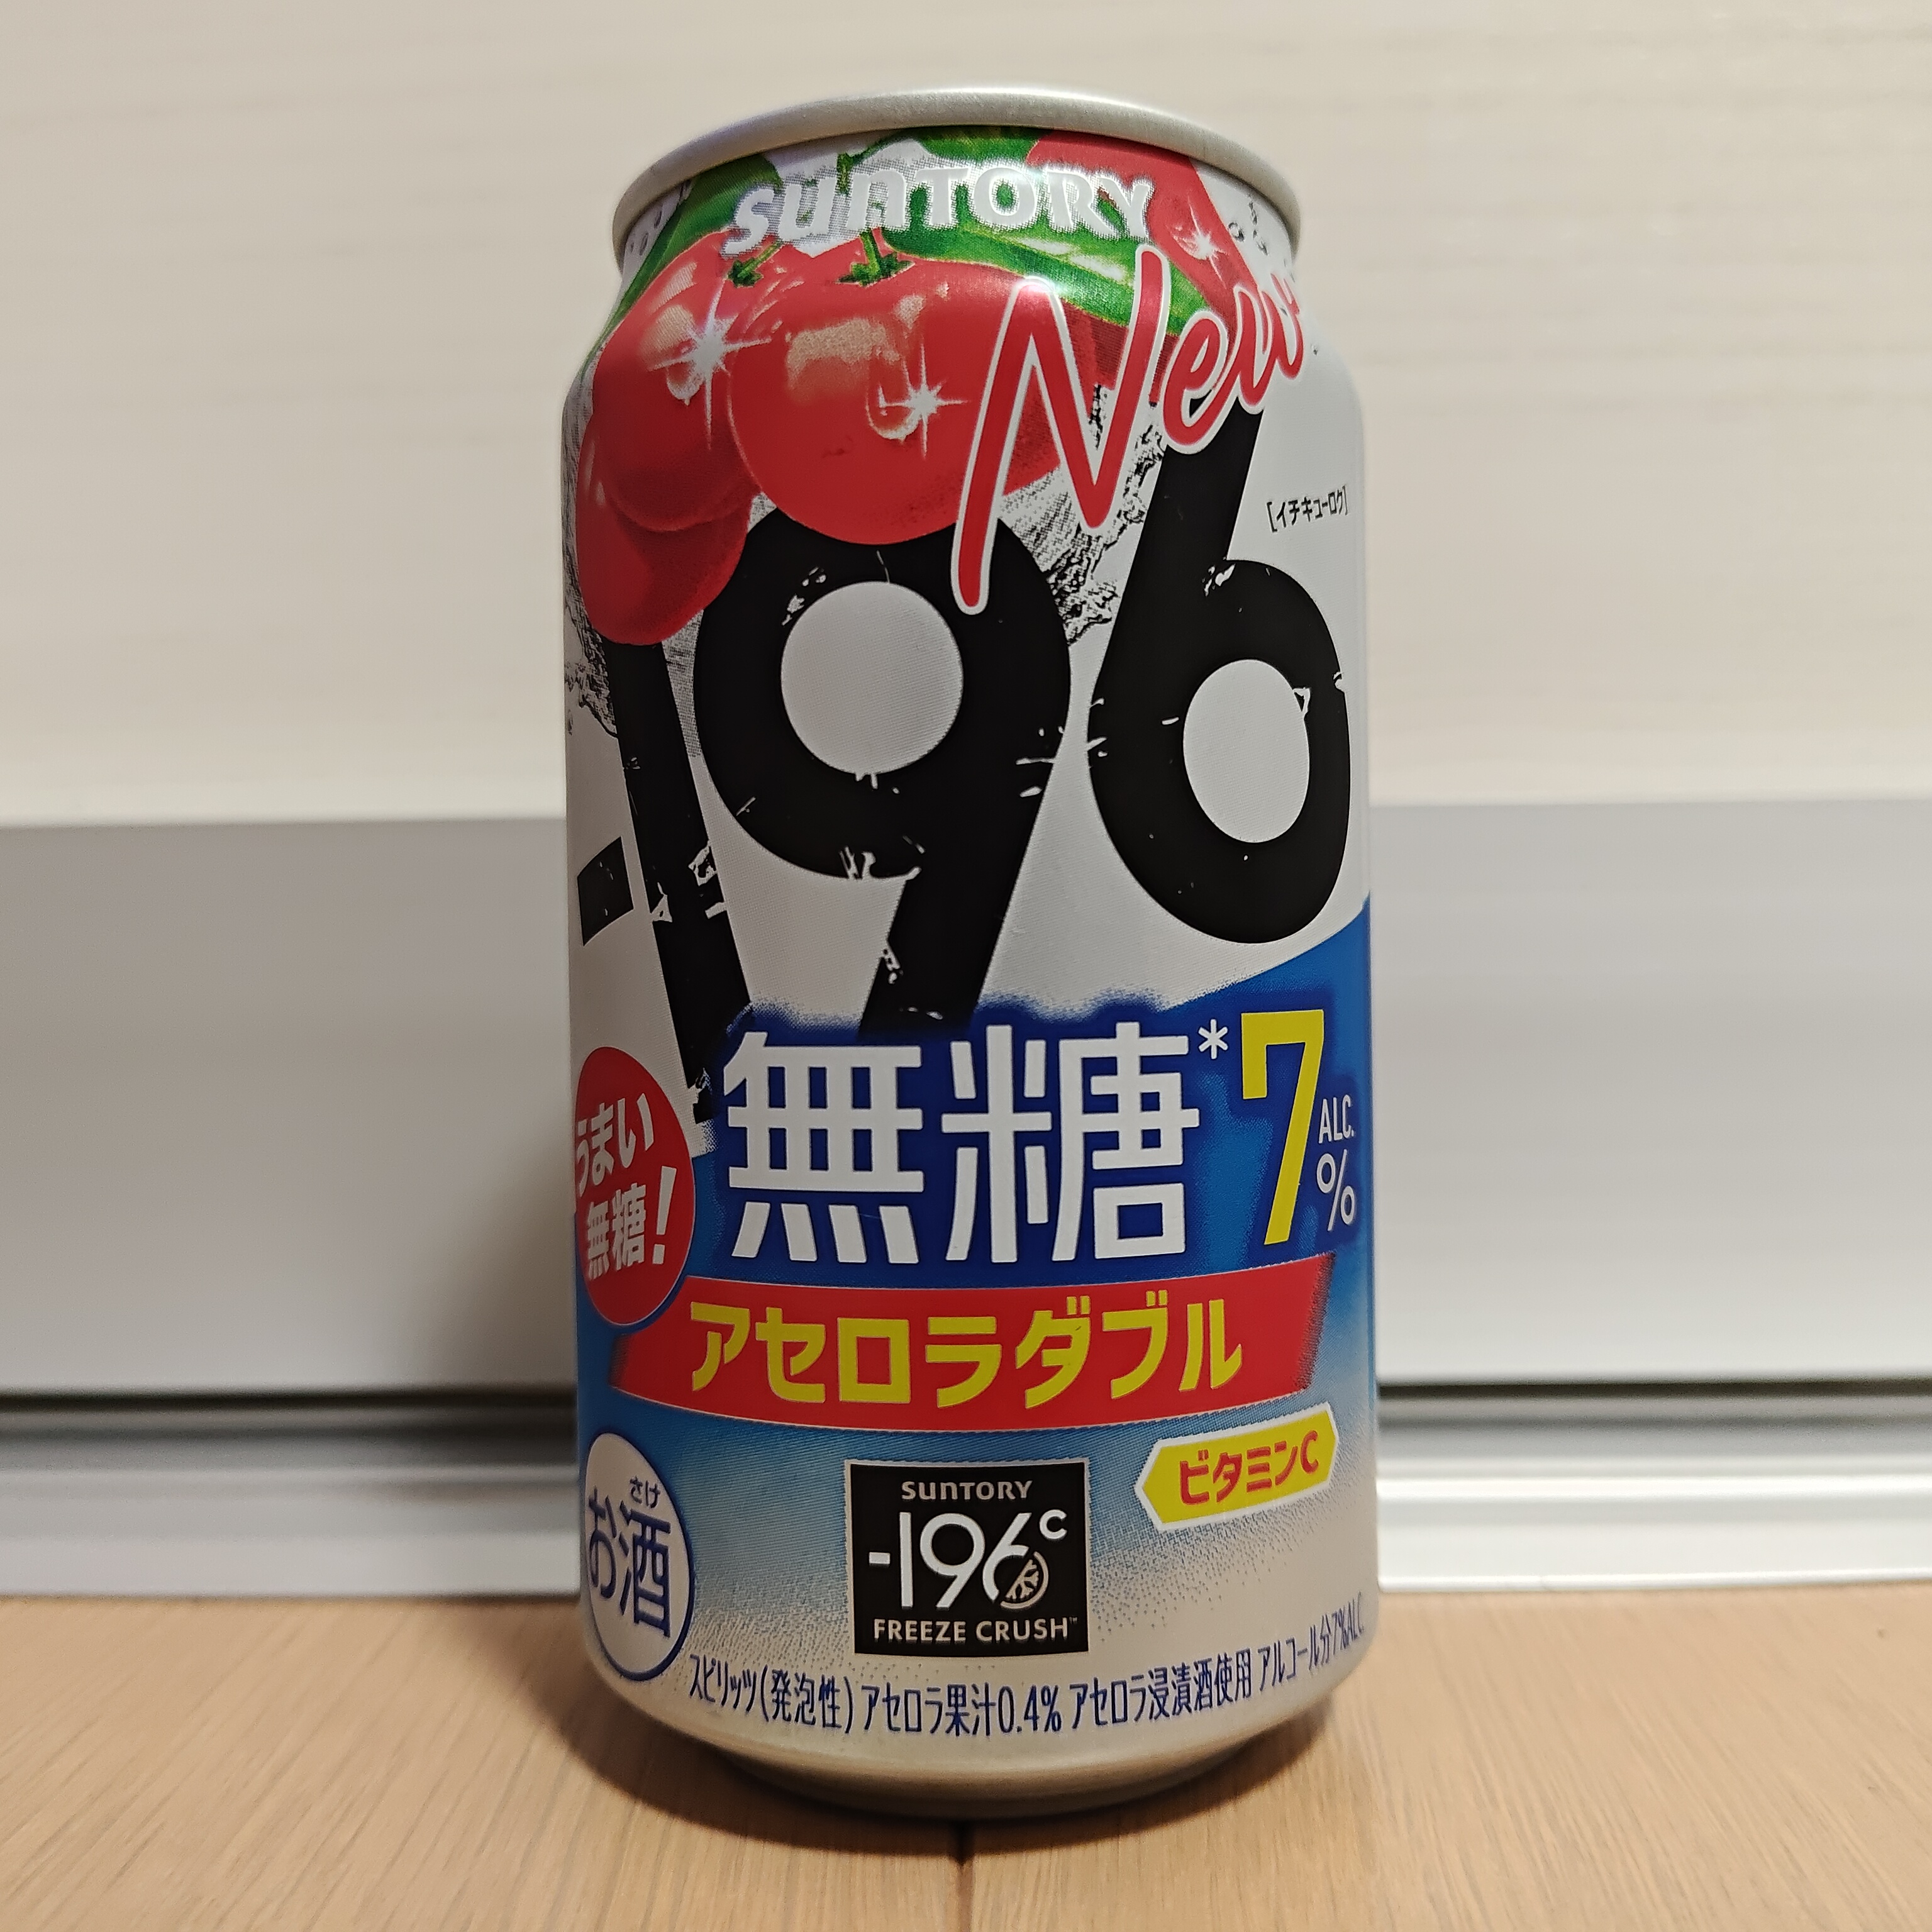 SUNTORY
New
[イチキューロク]
-196
無糖*7
ALC.
%
うまい
無糖!
アセロラダブル
ビタミンC
さけ
お酒
SUNTORY
-196℃
FREEZE CRUSH™
スピリッツ(発泡性) アセロラ果汁0.4% アセロラ浸漬酒使用 アルコール分7%ALC.